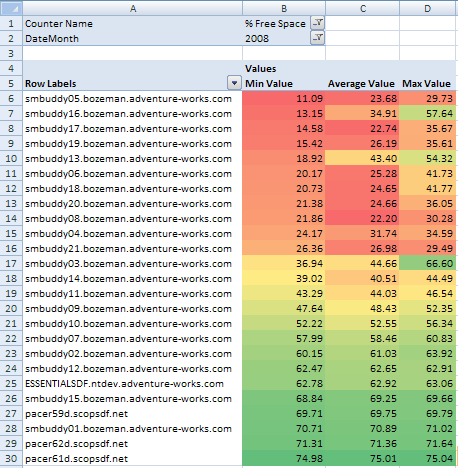 A B C D
1 Counter Name % Free Space
2 DateMonth 2008
3
4 Values
5 Row Labels Min Value Average Value Max Value
6 smbuddy05.bozeman.adventure-works.com 11.09 23.68 29.73
7 smbuddy16.bozeman.adventure-works.com 13.15 34.91 57.64
8 smbuddy17.bozeman.adventure-works.com 14.58 22.74 35.67
9 smbuddy19.bozeman.adventure-works.com 15.42 26.19 35.61
10 smbuddy13.bozeman.adventure-works.com 18.92 43.40 54.32
11 smbuddy06.bozeman.adventure-works.com 20.17 25.28 41.73
12 smbuddy18.bozeman.adventure-works.com 20.73 24.65 41.77
13 smbuddy20.bozeman.adventure-works.com 21.38 24.66 36.05
14 smbuddy08.bozeman.adventure-works.com 21.86 22.20 30.28
15 smbuddy04.bozeman.adventure-works.com 24.17 31.74 34.59
16 smbuddy21.bozeman.adventure-works.com 26.36 26.98 29.49
17 smbuddy03.bozeman.adventure-works.com 36.94 44.66 66.60
18 smbuddy14.bozeman.adventure-works.com 39.02 40.51 44.49
19 smbuddy11.bozeman.adventure-works.com 43.29 44.03 46.54
20 smbuddy09.bozeman.adventure-works.com 47.64 48.43 52.35
21 smbuddy10.bozeman.adventure-works.com 52.22 52.55 56.34
22 smbuddy07.bozeman.adventure-works.com 57.99 58.46 60.83
23 smbuddy02.bozeman.adventure-works.com 60.15 61.03 63.92
24 smbuddy12.bozeman.adventure-works.com 62.47 62.65 62.91
25 ESSENTIALSDF.ntdev.adventure-works.com 62.78 62.92 63.06
26 smbuddy15.bozeman.adventure-works.com 68.84 69.25 69.66
27 pacer59d.scopsdf.net 69.71 69.75 69.79
28 smbuddy01.bozeman.adventure-works.com 70.71 70.89 71.02
29 pacer62d.scopsdf.net 71.31 71.36 71.64
30 pacer61d.scopsdf.net 74.98 75.01 75.04